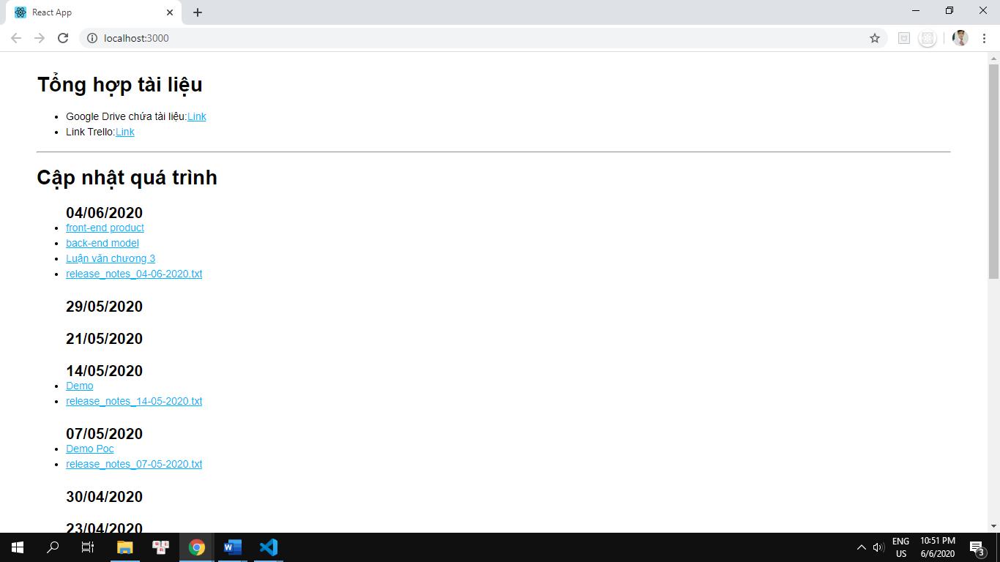 React App
localhost:3000
Tổng hợp tài liệu
Google Drive chứa tài liệu:Link
Link Trello:Link
Cập nhật quá trình
04/06/2020
front-end product
back-end model
Luận văn chương 3
release_notes_04-06-2020.txt
29/05/2020
21/05/2020
14/05/2020
Demo
release_notes_14-05-2020.txt
07/05/2020
Demo Poc
release_notes_07-05-2020.txt
30/04/2020
23/04/2020
ENG
US
10:51 PM
6/6/2020
3